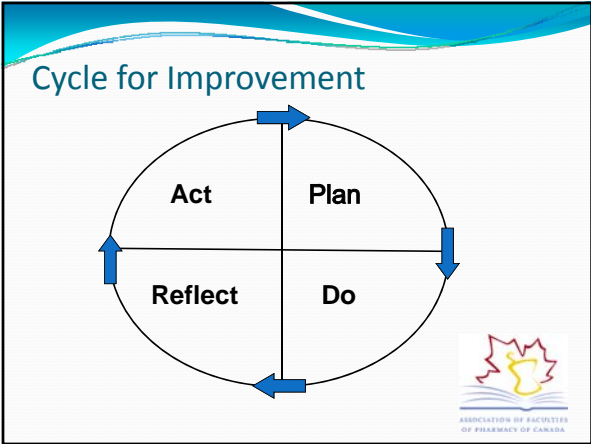 Cycle for Improvement
Act
Plan
Reflect
Do
ASSOCIATION OF FACULTIES
OF PHARMACY OF CANADA